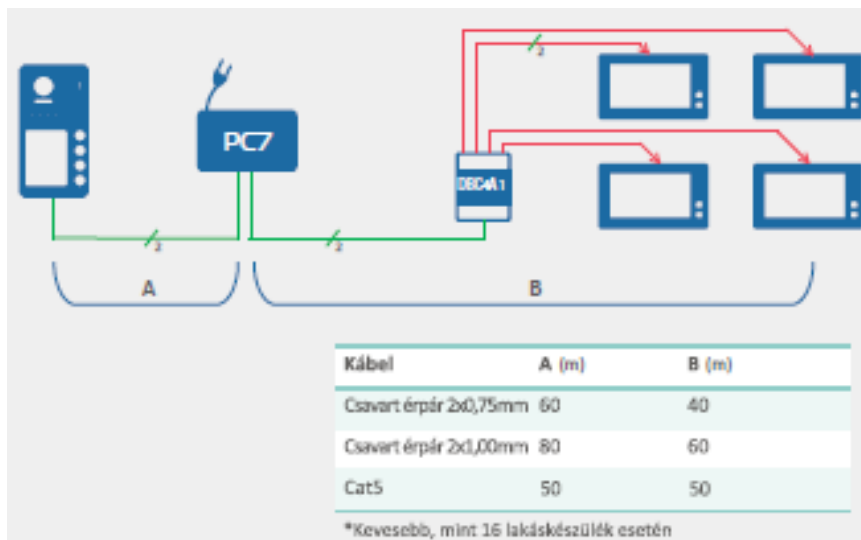 2
PC7
DBC4A1
2
2
A
B
Kábel A (m) B (m)
Csavart érpár 2x0,75mm 60 40
Csavart érpár 2x1,00mm 80 60
Cat5 50 50
*Kevesebb, mint 16 lakáskészülék esetén